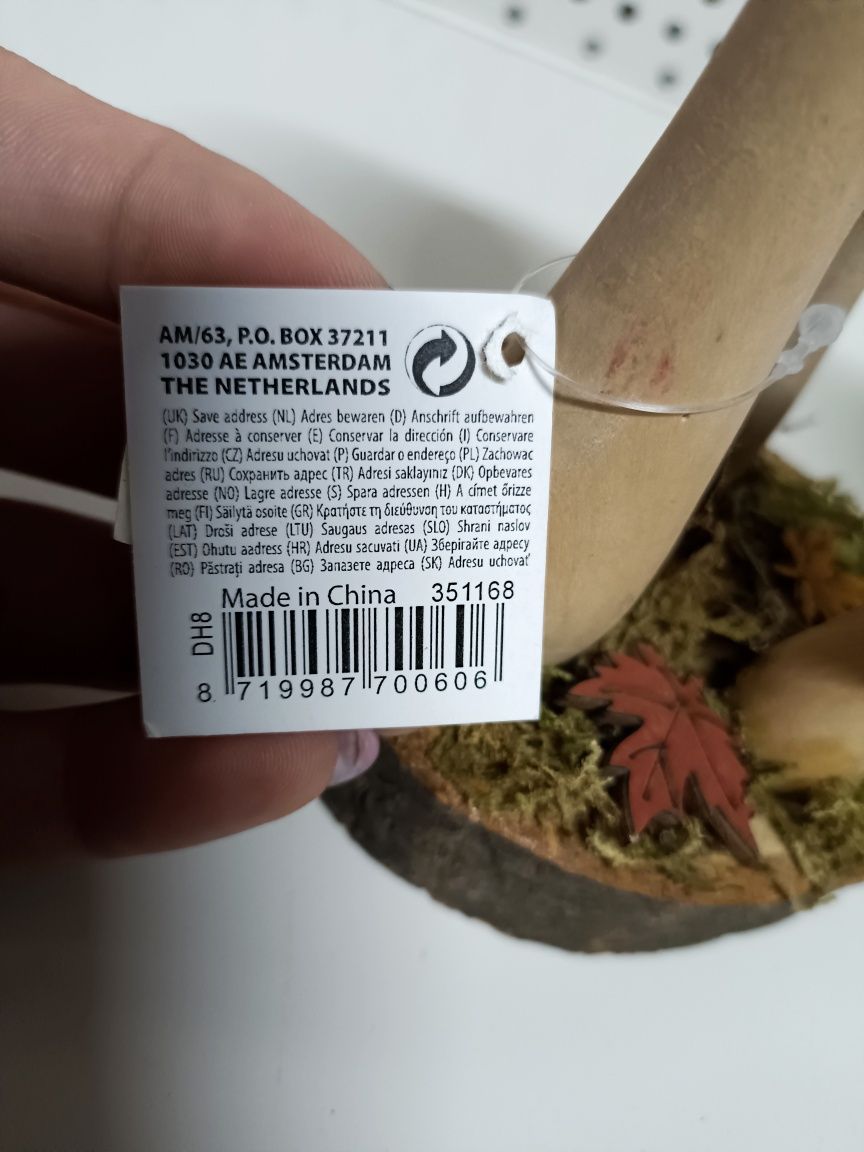 AM/63, P.O. BOX 37211
1030 AE AMSTERDAM
THE NETHERLANDS
(UK) Save address (NL) Adres bewaren (D) Anschrift aufbewahren
(F) Adresse à conserver (E) Conservar la dirección (I) Conservare
l'indirizzo (CZ) Adresu uchovat (P) Guardar o endereço (PL) Zachowac
adres (RU) Сохранить адрес (TR) Adresi saklayınız (DK) Opbevares
adresse (NO) Lagre adresse (S) Spara adressen (H) A címet őrizze
meg (FI) Säilytä osoite (GR) Κρατήστε τη διεύθυνση του καταστήματος
(LAT) Droši adrese (LTU) Saugaus adresas (SLO) Shrani naslov
(EST) Ohutu aadress (HR) Adresu sacuvati (UA) Зберігайте адресу
(RO) Păstrați adresa (BG) Запазете адреса (SK) Adresu uchovať
Made in China 351168
DH8
8 719987 700606